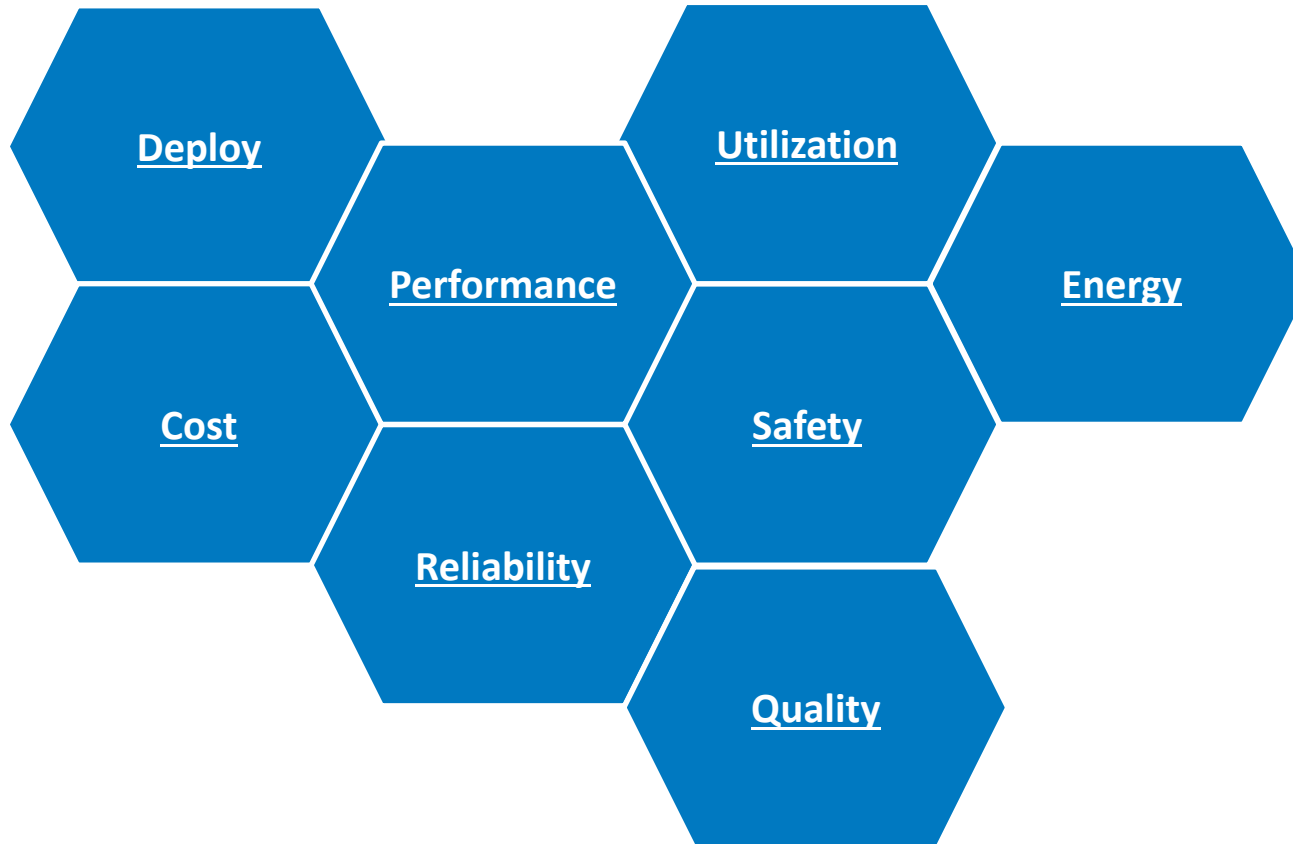 Deploy
Utilization
Performance
Energy
Cost
Safety
Reliability
Quality